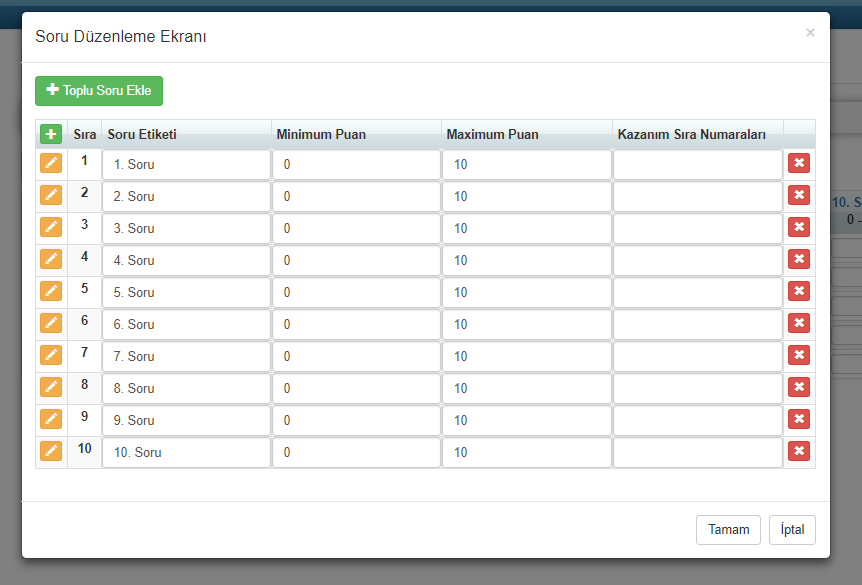 Soru Düzenleme Ekranı
×
Toplu Soru Ekle
Sıra Soru Etiketi Minimum Puan Maximum Puan Kazanım Sıra Numaraları
1 1. Soru 0 10
2 2. Soru 0 10
3 3. Soru 0 10
4 4. Soru 0 10
5 5. Soru 0 10
6 6. Soru 0 10
7 7. Soru 0 10
8 8. Soru 0 10
9 9. Soru 0 10
10 10. Soru 0 10
10. S
0 -
Tamam İptal